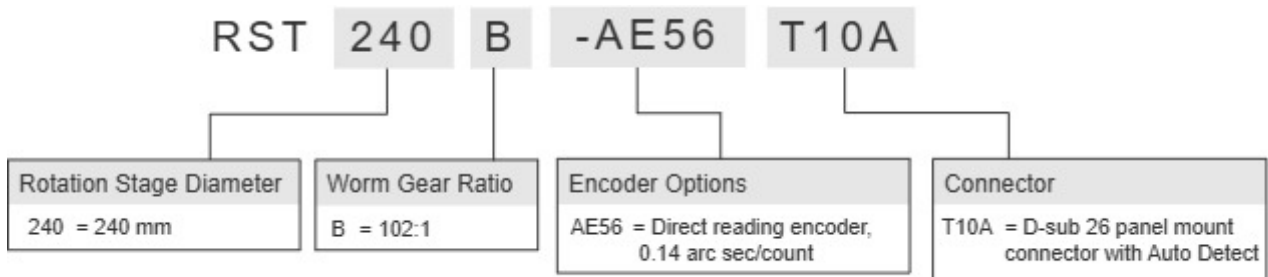 RST 240 B -AE56 T10A
Rotation Stage Diameter
240 = 240 mm
Worm Gear Ratio
B = 102:1
Encoder Options
AE56 = Direct reading encoder,
0.14 arc sec/count
Connector
T10A = D-sub 26 panel mount
connector with Auto Detect